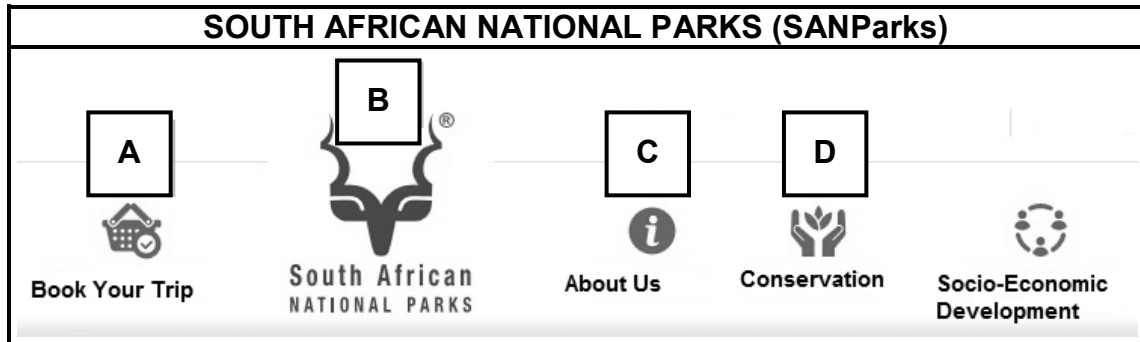 SOUTH AFRICAN NATIONAL PARKS (SANParks)
A
B
C
D
®
i
Book Your Trip
South African
NATIONAL PARKS
About Us
Conservation
Socio-Economic
Development